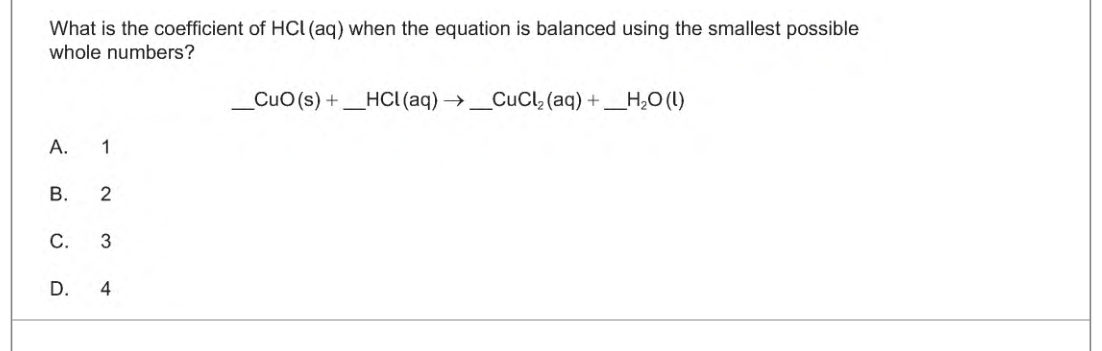 What is the coefficient of HCl (aq) when the equation is balanced using the smallest possible
whole numbers?
__CuO (s) + __HCl (aq) → __CuCl₂ (aq) + __H₂O (l)
A. 1
B. 2
C. 3
D. 4